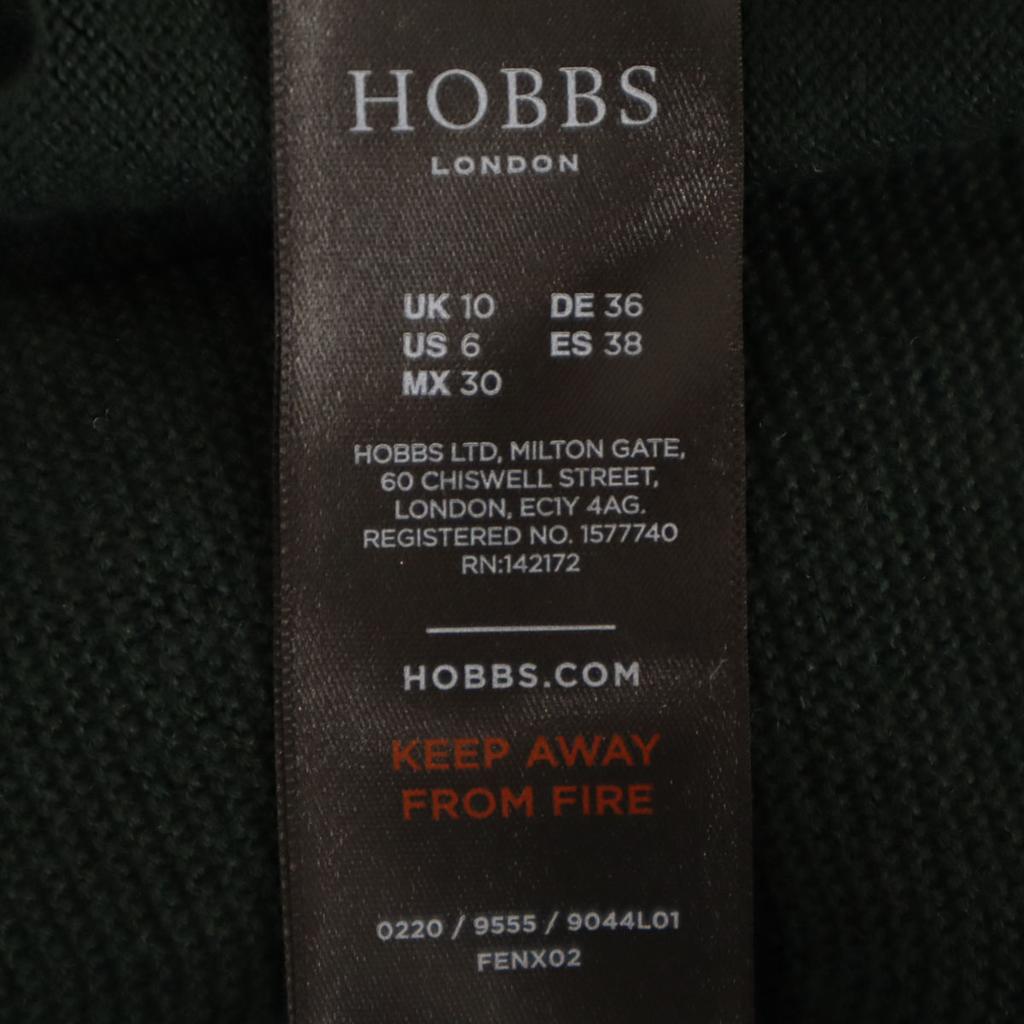 HOBBS
LONDON
UK 10 DE 36
US 6 ES 38
MX 30
HOBBS LTD, MILTON GATE,
60 CHISWELL STREET,
LONDON, EC1Y 4AG.
REGISTERED NO. 1577740
RN:142172
HOBBS.COM
KEEP AWAY
FROM FIRE
0220 / 9555 / 9044L01
FENX02